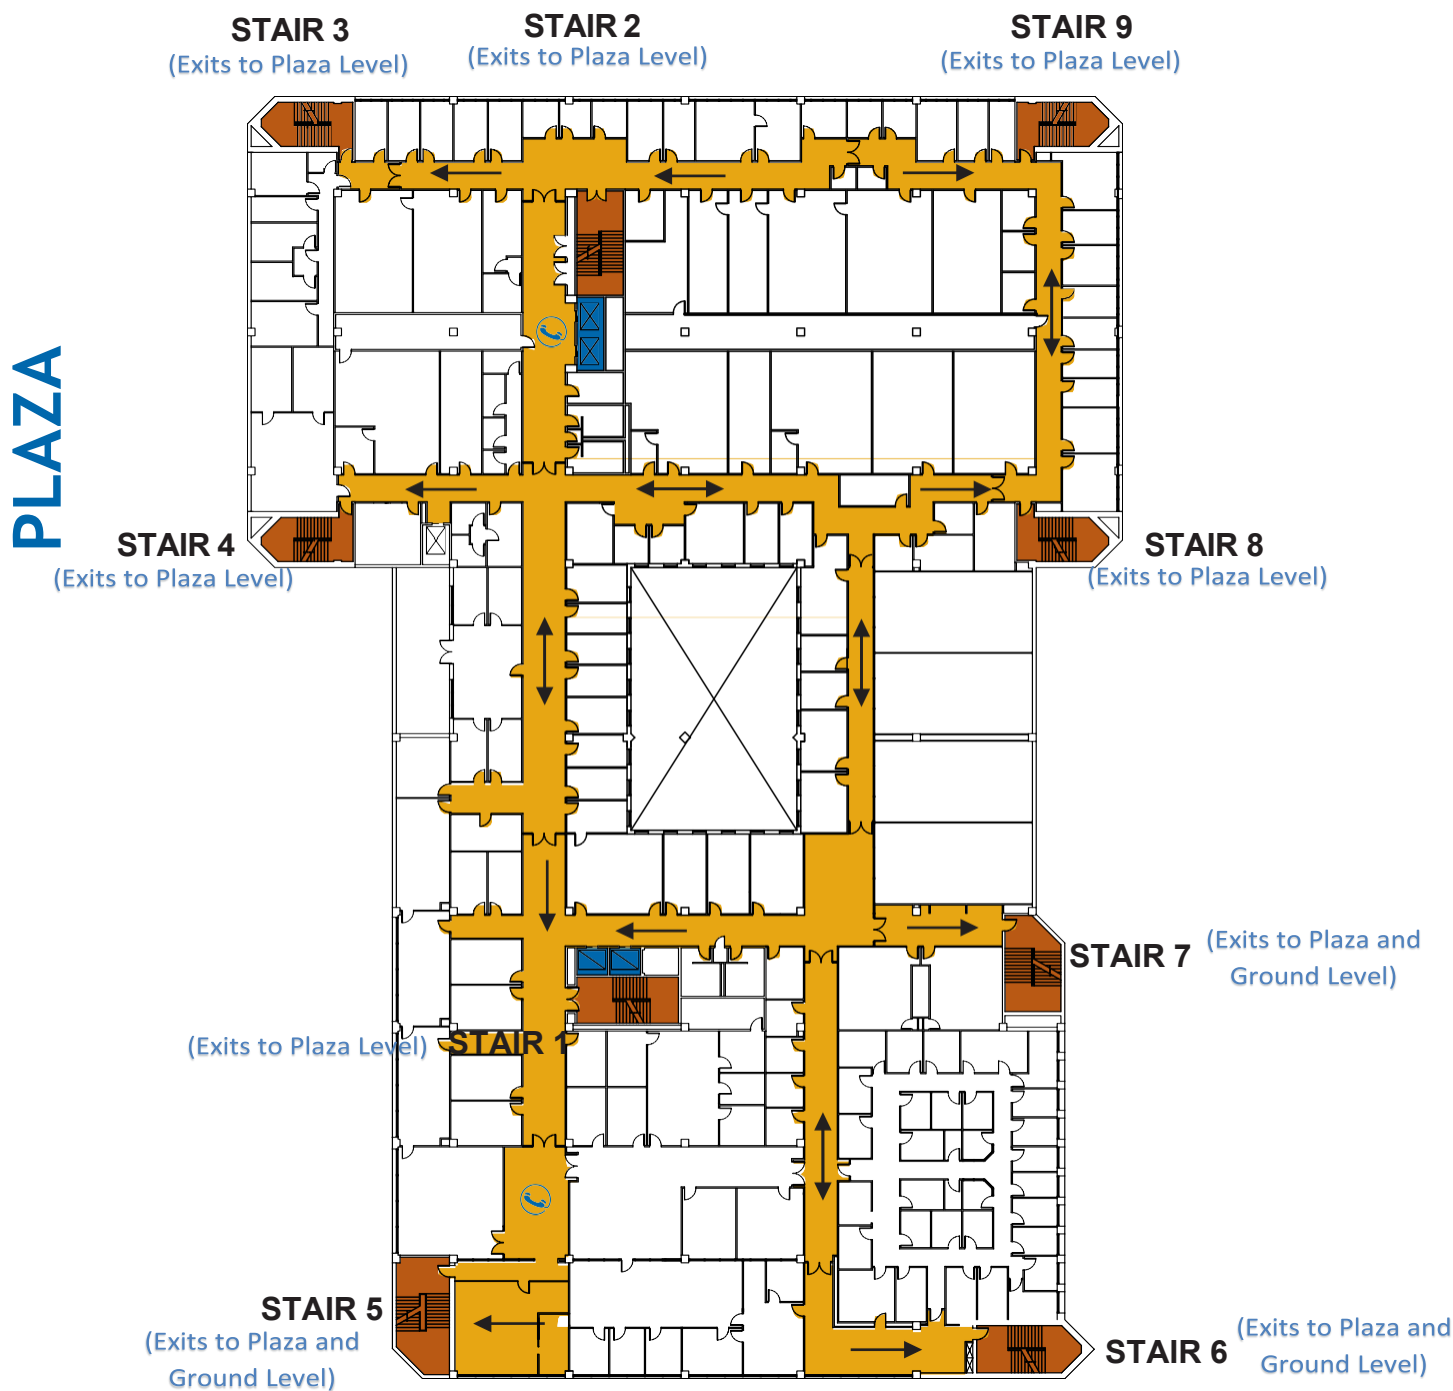 STAIR 3
(Exits to Plaza Level)
STAIR 2
(Exits to Plaza Level)
STAIR 9
(Exits to Plaza Level)
PLAZA
STAIR 4
(Exits to Plaza Level)
STAIR 8
(Exits to Plaza Level)
STAIR 7
(Exits to Plaza and
Ground Level)
(Exits to Plaza Level)
STAIR 1
STAIR 5
(Exits to Plaza and
Ground Level)
STAIR 6
(Exits to Plaza and
Ground Level)